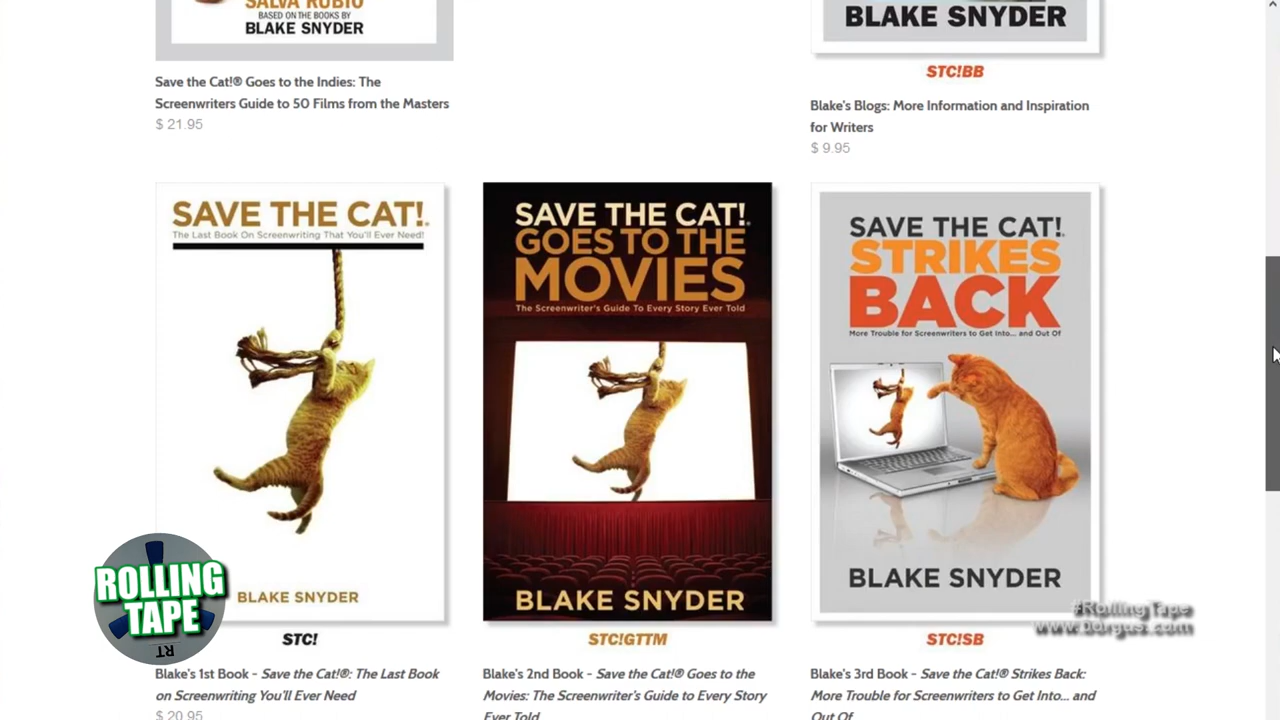 SALVA RUBIO
BASED ON THE BOOKS BY
BLAKE SNYDER
Save the Cat!® Goes to the Indies: The
Screenwriters Guide to 50 Films from the Masters
$ 21.95
BLAKE SNYDER
STC!BB
Blake's Blogs: More Information and Inspiration
for Writers
$ 9.95
SAVE THE CAT!®
The Last Book On Screenwriting That You'll Ever Need!
BLAKE SNYDER
STC!
Blake's 1st Book - Save the Cat!®: The Last Book
on Screenwriting You'll Ever Need
$ 20.95
SAVE THE CAT!®
GOES TO THE
MOVIES
The Screenwriter's Guide To Every Story Ever Told
BLAKE SNYDER
STC!GTTM
Blake's 2nd Book - Save the Cat!® Goes to the
Movies: The Screenwriter's Guide to Every Story
Ever Told
SAVE THE CAT!®
STRIKES
BACK
More Trouble for Screenwriters to Get Into... and Out Of
BLAKE SNYDER
STC!SB
Blake's 3rd Book - Save the Cat!® Strikes Back:
More Trouble for Screenwriters to Get Into... and
Out Of
ROLLING
TAPE
RT
#RollingTape
www.borgus.com